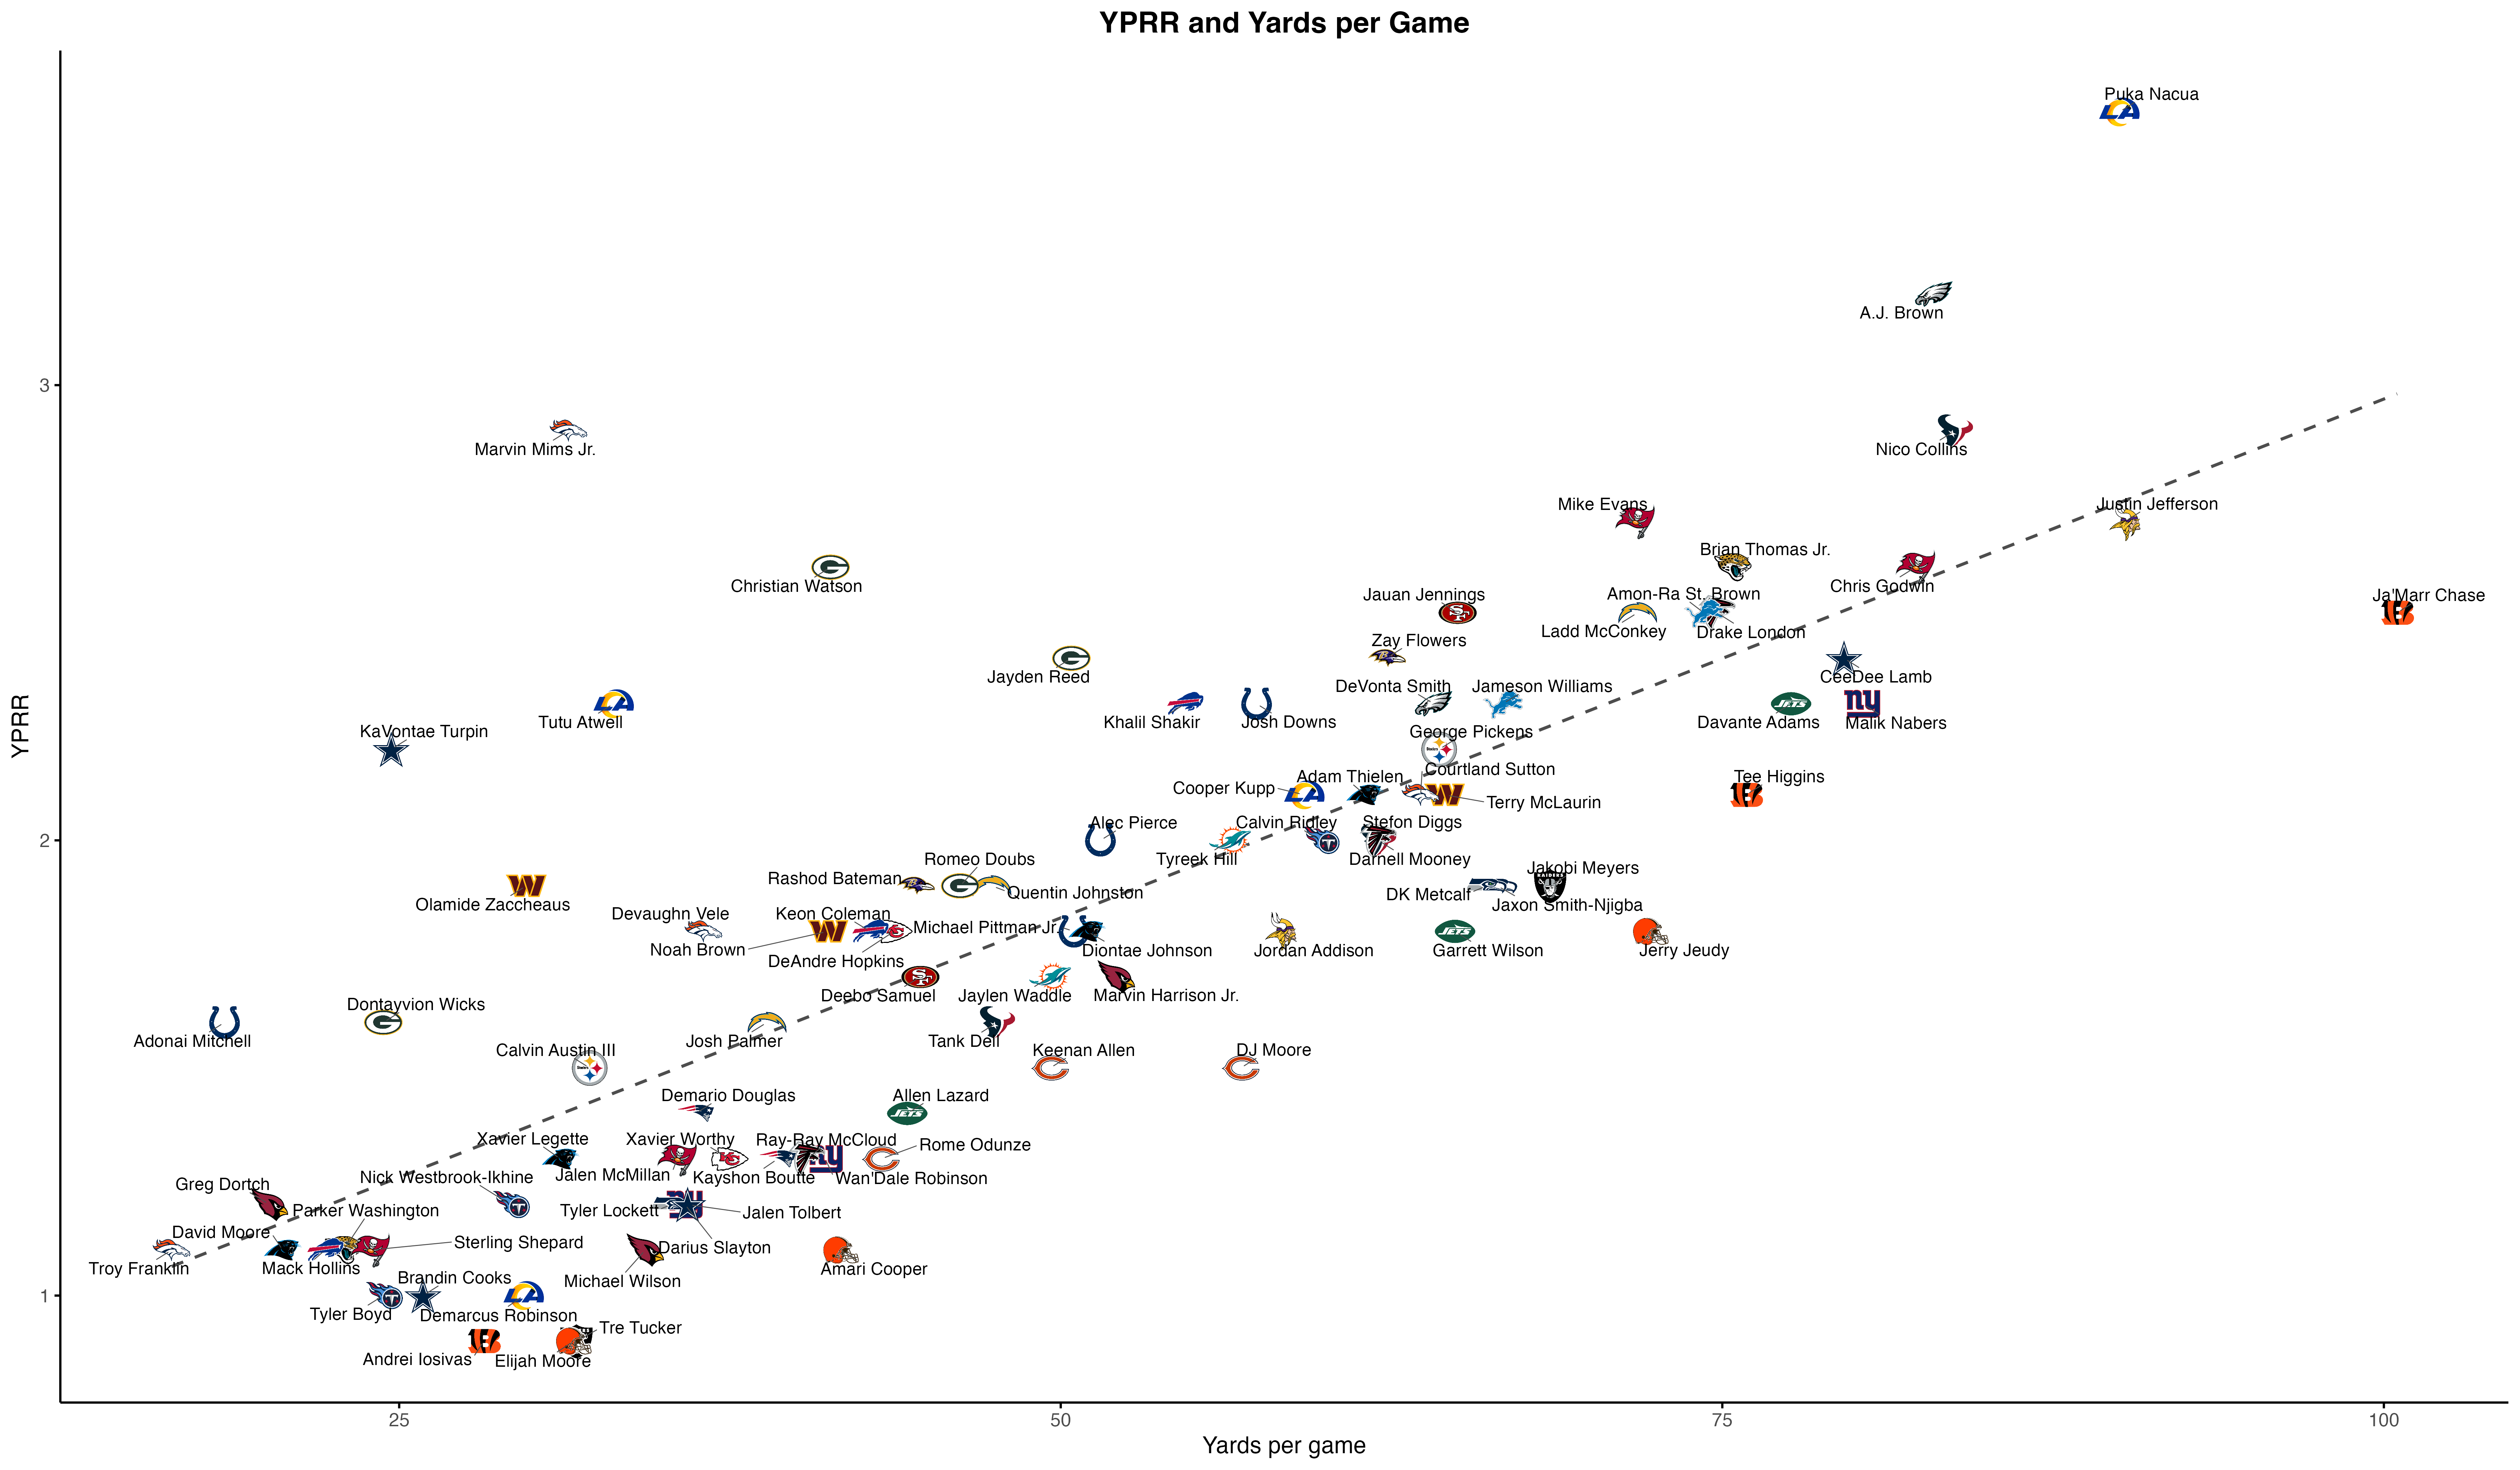 YPRR and Yards per Game
Puka Nacua
A.J. Brown
3
Marvin Mims Jr.
Nico Collins
Mike Evans
Justin Jefferson
Brian Thomas Jr.
Christian Watson
Chris Godwin
Jauan Jennings
Amon-Ra St. Brown
Ja'Marr Chase
Ladd McConkey
Drake London
Zay Flowers
Jayden Reed
CeeDee Lamb
DeVonta Smith
Jameson Williams
Tutu Atwell
Khalil Shakir
Josh Downs
Davante Adams
Malik Nabers
KaVontae Turpin
George Pickens
YPRR
Courtland Sutton
Adam Thielen
Tee Higgins
Cooper Kupp
Terry McLaurin
Alec Pierce
Calvin Ridley
Stefon Diggs
2
Romeo Doubs
Tyreek Hill
Darnell Mooney
Jakobi Meyers
Rashod Bateman
Quentin Johnston
DK Metcalf
Olamide Zaccheaus
Jaxon Smith-Njigba
RAIDERS
Devaughn Vele
Keon Coleman
Michael Pittman Jr.
JETS
Noah Brown
Diontae Johnson
Jordan Addison
Garrett Wilson
Jerry Jeudy
DeAndre Hopkins
Deebo Samuel
Jaylen Waddle
Marvin Harrison Jr.
Dontayvion Wicks
Adonai Mitchell
Josh Palmer
Tank Dell
Calvin Austin III
Keenan Allen
DJ Moore
Demario Douglas
Allen Lazard
Xavier Legette
Xavier Worthy
Ray-Ray McCloud
Rome Odunze
Nick Westbrook-Ikhine
Jalen McMillan
Kayshon Boutte
Wan'Dale Robinson
Greg Dortch
Parker Washington
Tyler Lockett
Jalen Tolbert
David Moore
Sterling Shepard
Darius Slayton
Troy Franklin
Mack Hollins
Brandin Cooks
Michael Wilson
Amari Cooper
1
Tyler Boyd
Demarcus Robinson
Tre Tucker
Andrei Iosivas
Elijah Moore
25
50
75
100
Yards per game